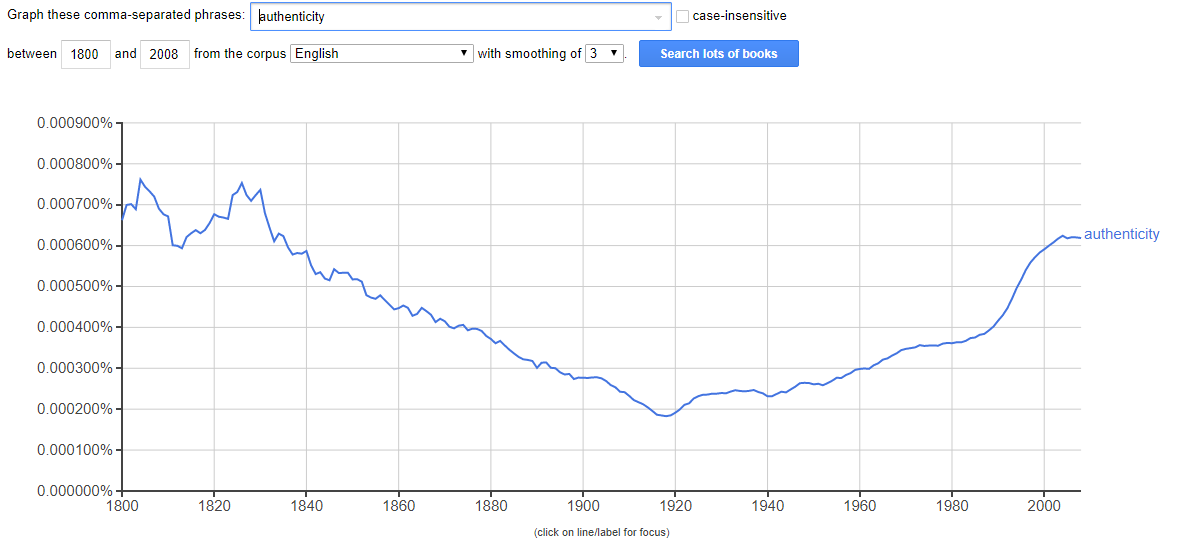 Graph these comma-separated phrases: authenticity case-insensitive
between 1800 and 2008 from the corpus English with smoothing of 3 . Search lots of books
0.000900%
0.000800%
0.000700%
0.000600%
authenticity
0.000500%
0.000400%
0.000300%
0.000200%
0.000100%
0.000000%
1800 1820 1840 1860 1880 1900 1920 1940 1960 1980 2000
(click on line/label for focus)